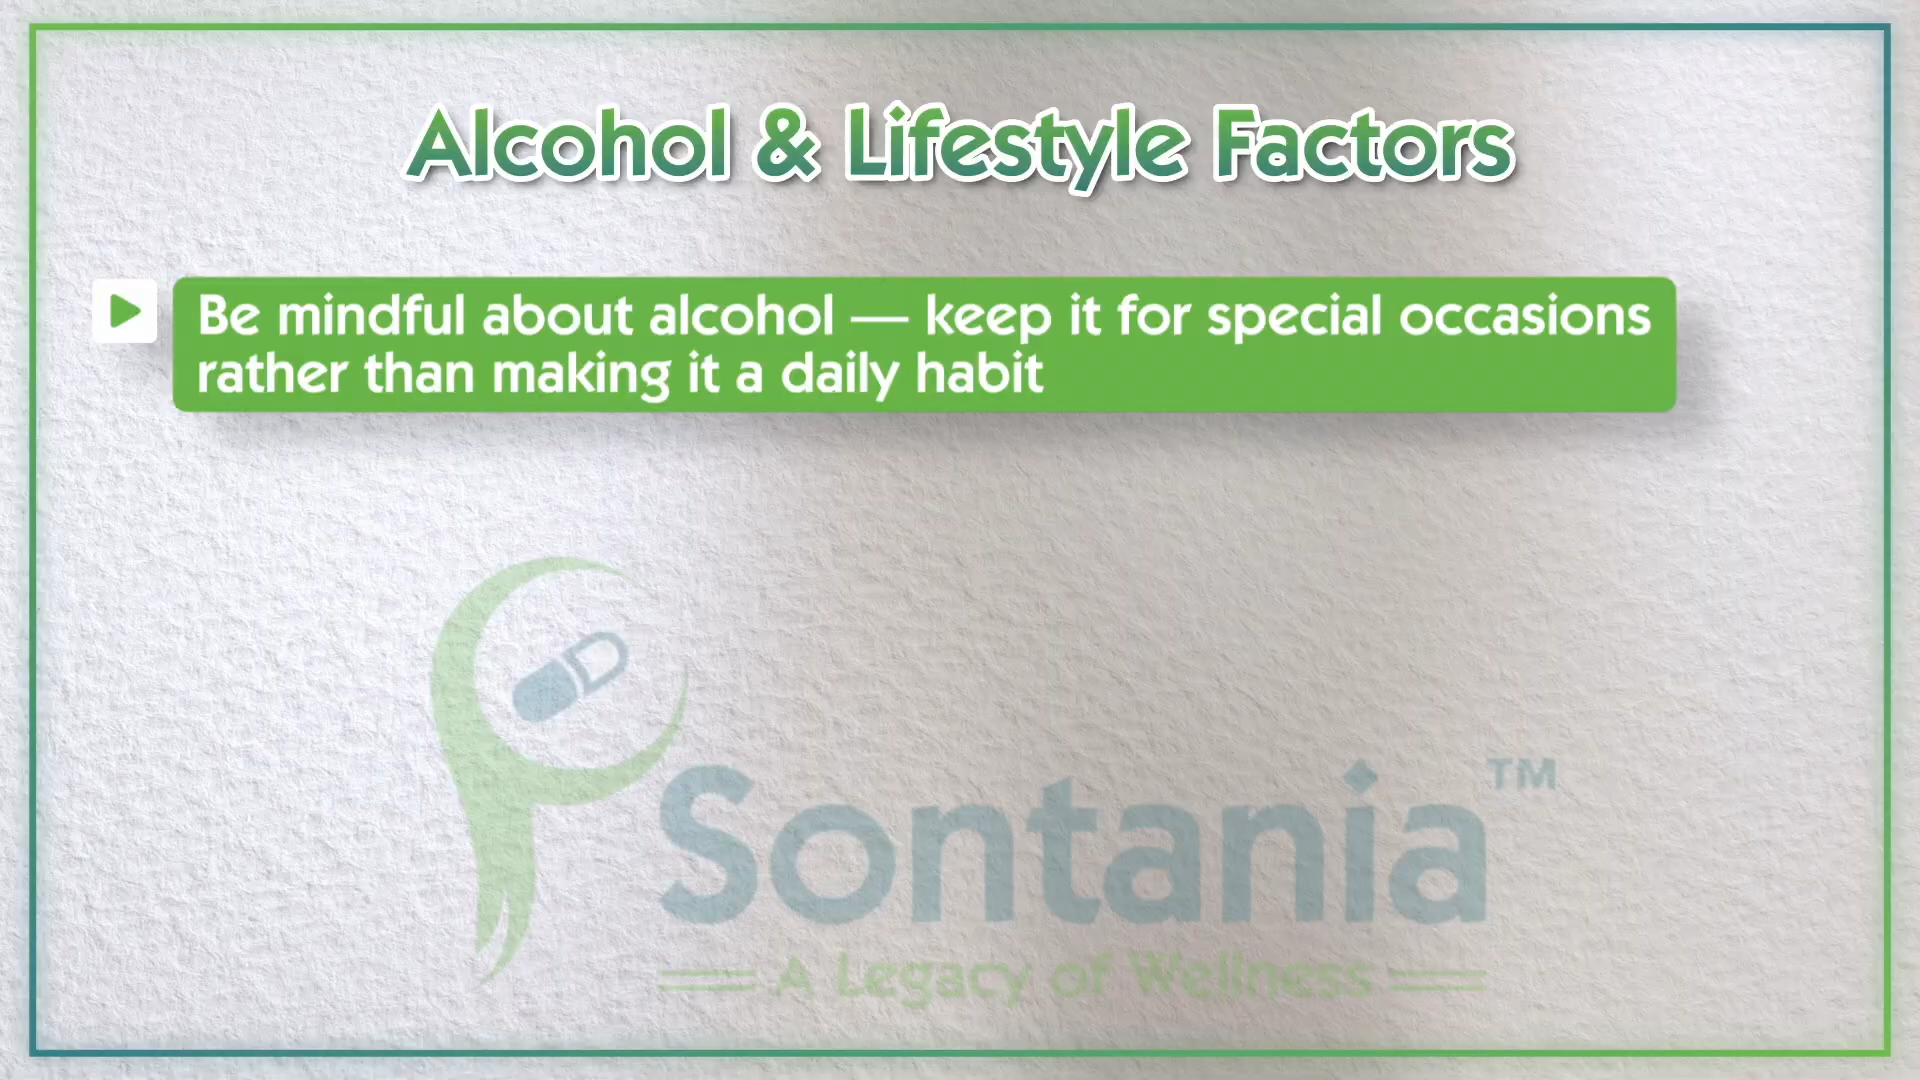 Alcohol & Lifestyle Factors
Be mindful about alcohol — keep it for special occasions
rather than making it a daily habit
Sontania™
A Legacy of Wellness